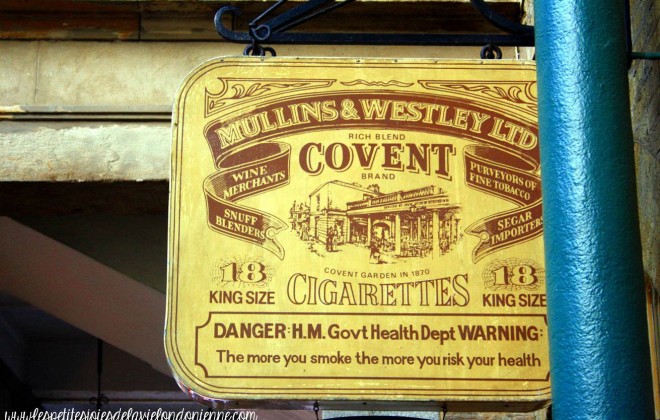 MULLINS & WESTLEY LTD
RICH BLEND
COVENT
BRAND
WINE
MERCHANTS
SNUFF
BLENDERS
PURVEYORS OF
FINE TOBACCO
SEGAR
IMPORTERS
COVENT GARDEN IN 1870
CIGARETTES
18
KING SIZE
18
KING SIZE
DANGER: H.M. Govt Health Dept WARNING:
The more you smoke the more you risk your health
www.lespetitesjoiesdelavielondonienne.com